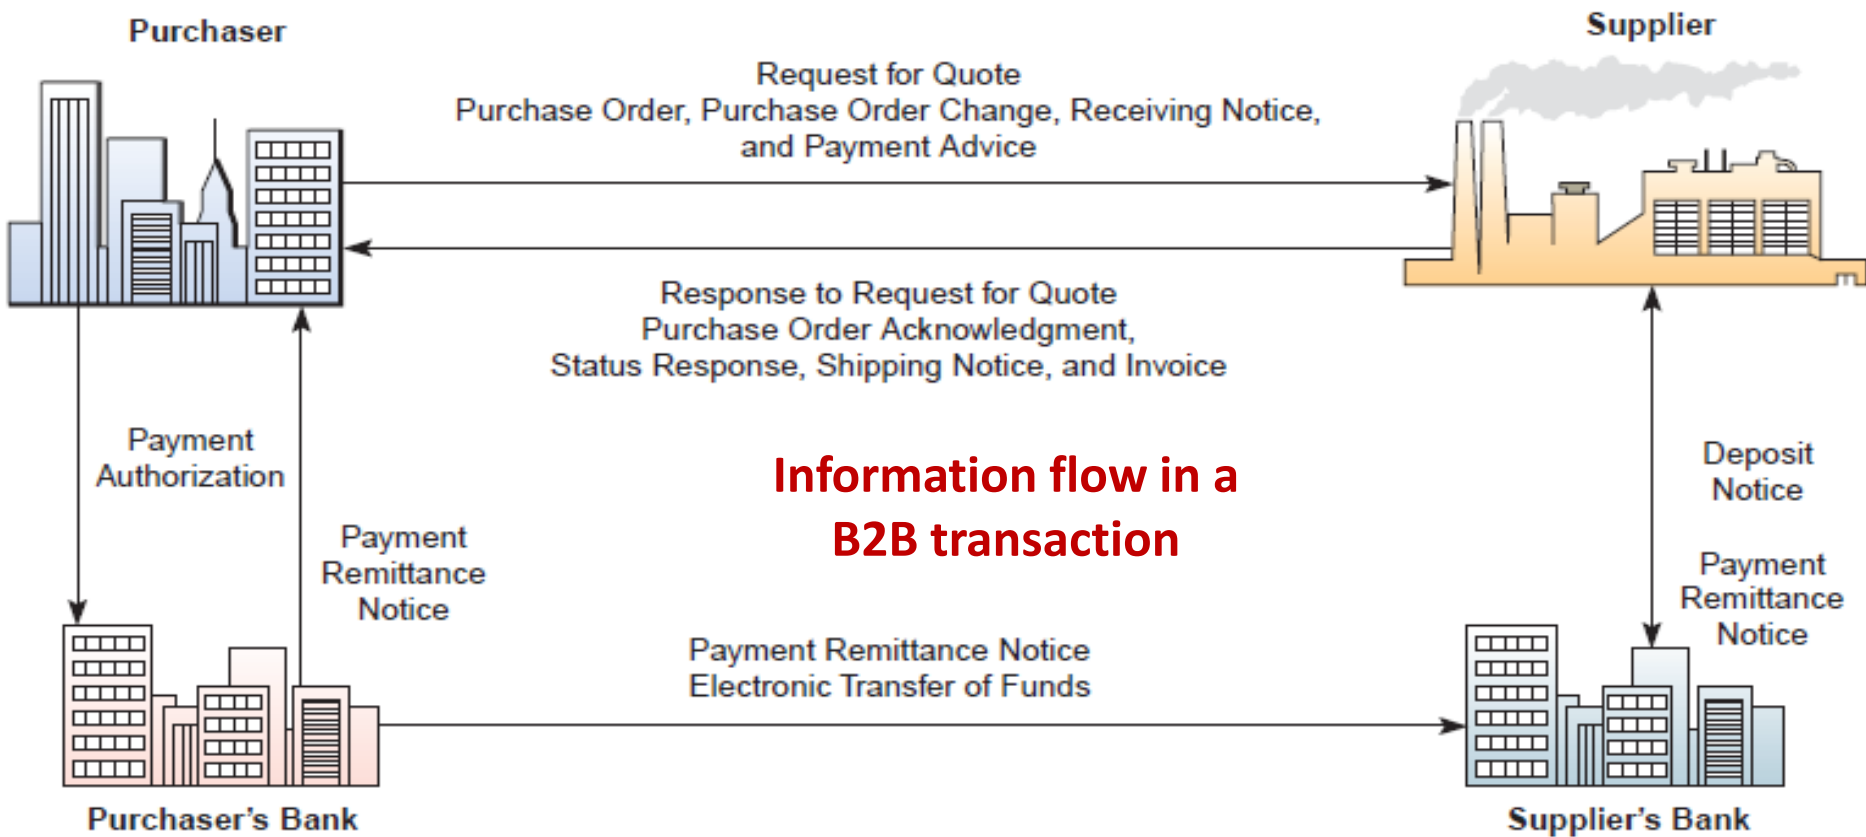 Purchaser
Supplier
Request for Quote
Purchase Order, Purchase Order Change, Receiving Notice,
and Payment Advice
Response to Request for Quote
Purchase Order Acknowledgment,
Status Response, Shipping Notice, and Invoice
Payment
Authorization
Payment
Remittance
Notice
Information flow in a
B2B transaction
Deposit
Notice
Payment
Remittance
Notice
Payment Remittance Notice
Electronic Transfer of Funds
Purchaser's Bank
Supplier's Bank